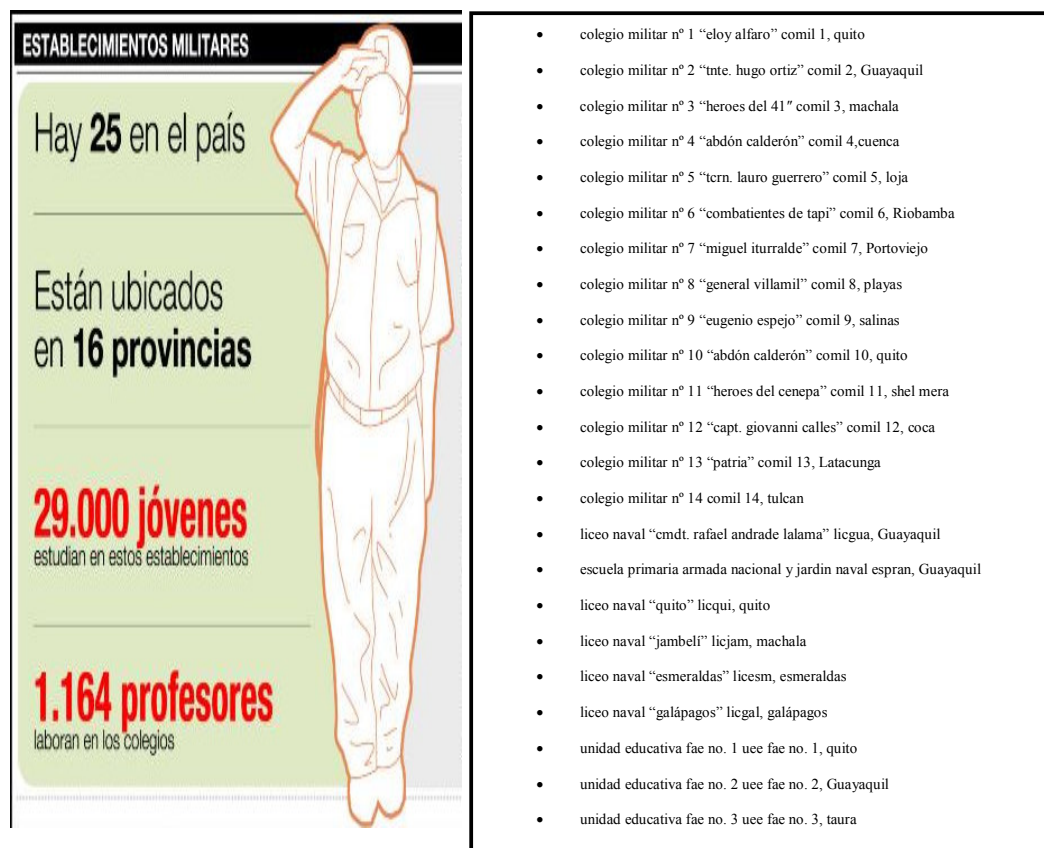 ESTABLECIMIENTOS MILITARES
Hay 25 en el país
Están ubicados
en 16 provincias
29.000 jóvenes
estudian en estos establecimientos
1.164 profesores
laboran en los colegios
• colegio militar nº 1 “eloy alfaro” comil 1, quito
• colegio militar nº 2 “tnte. hugo ortiz” comil 2, Guayaquil
• colegio militar nº 3 “heroes del 41″ comil 3, machala
• colegio militar nº 4 “abdón calderón” comil 4,cuenca
• colegio militar nº 5 “tcrn. lauro guerrero” comil 5, loja
• colegio militar nº 6 “combatientes de tapi” comil 6, Riobamba
• colegio militar nº 7 “miguel iturralde” comil 7, Portoviejo
• colegio militar nº 8 “general villamil” comil 8, playas
• colegio militar nº 9 “eugenio espejo” comil 9, salinas
• colegio militar nº 10 “abdón calderón” comil 10, quito
• colegio militar nº 11 “heroes del cenepa” comil 11, shel mera
• colegio militar nº 12 “capt. giovanni calles” comil 12, coca
• colegio militar nº 13 “patria” comil 13, Latacunga
• colegio militar nº 14 comil 14, tulcan
• liceo naval “cmdt. rafael andrade lalama” licgua, Guayaquil
• escuela primaria armada nacional y jardin naval espran, Guayaquil
• liceo naval “quito” licqui, quito
• liceo naval “jambelí” licjam, machala
• liceo naval “esmeraldas” licesm, esmeraldas
• liceo naval “galápagos” licgal, galápagos
• unidad educativa fae no. 1 uee fae no. 1, quito
• unidad educativa fae no. 2 uee fae no. 2, Guayaquil
• unidad educativa fae no. 3 uee fae no. 3, taura